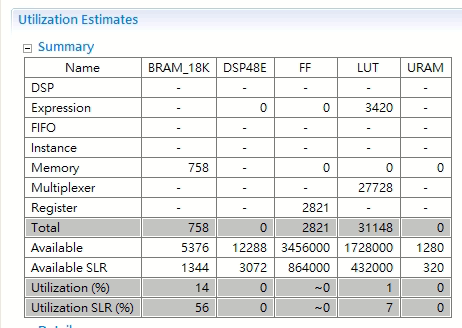 Utilization Estimates
Summary
Name BRAM_18K DSP48E FF LUT URAM
DSP - - - - -
Expression - 0 0 3420 -
FIFO - - - - -
Instance - - - - -
Memory 758 - 0 0 0
Multiplexer - - - 27728 -
Register - - 2821 - -
Total 758 0 2821 31148 0
Available 5376 12288 3456000 1728000 1280
Available SLR 1344 3072 864000 432000 320
Utilization (%) 14 0 ~0 1 0
Utilization SLR (%) 56 0 ~0 7 0